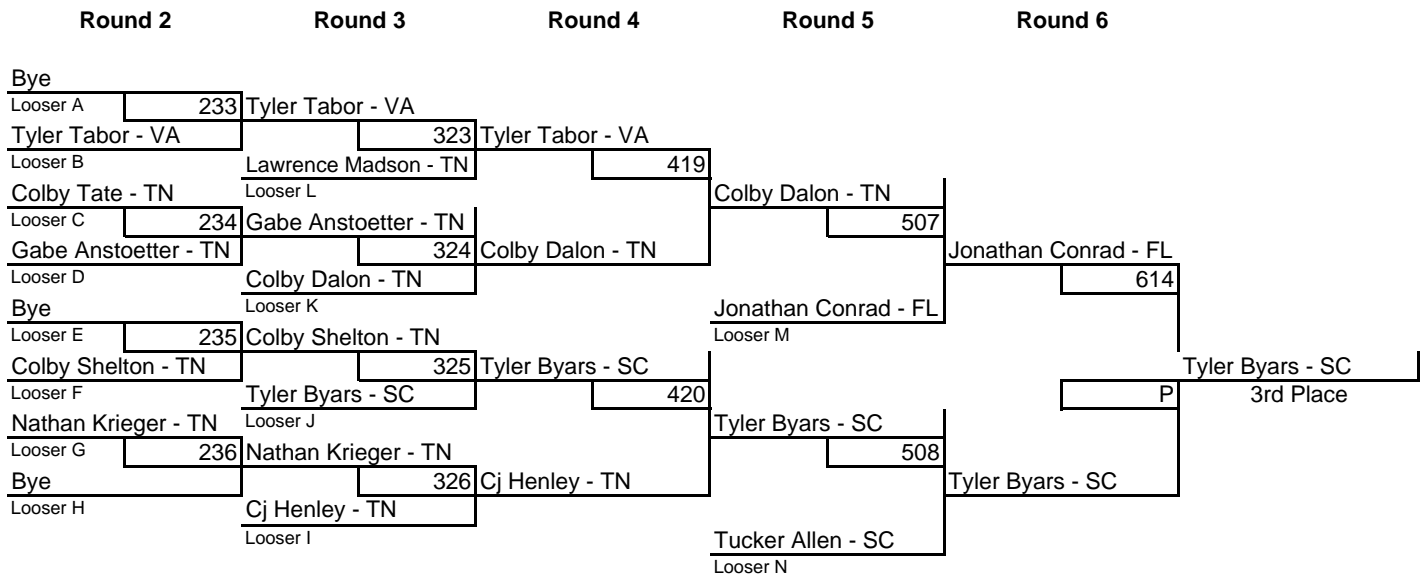 Round 2 Round 3 Round 4 Round 5 Round 6
Bye
Looser A 233 Tyler Tabor - VA
Tyler Tabor - VA 323 Tyler Tabor - VA
Looser B Lawrence Madson - TN 419
Colby Tate - TN Looser L Colby Dalon - TN
Looser C 234 Gabe Anstoetter - TN 507
Gabe Anstoetter - TN 324 Colby Dalon - TN Jonathan Conrad - FL
Looser D Colby Dalon - TN 614
Bye Looser K Jonathan Conrad - FL
Looser E 235 Colby Shelton - TN Looser M
Colby Shelton - TN 325 Tyler Byars - SC Tyler Byars - SC
Looser F Tyler Byars - SC 420 P 3rd Place
Nathan Krieger - TN Looser J Tyler Byars - SC
Looser G 236 Nathan Krieger - TN 508
Bye 326 Cj Henley - TN Tyler Byars - SC
Looser H Cj Henley - TN
Looser I Tucker Allen - SC
Looser N